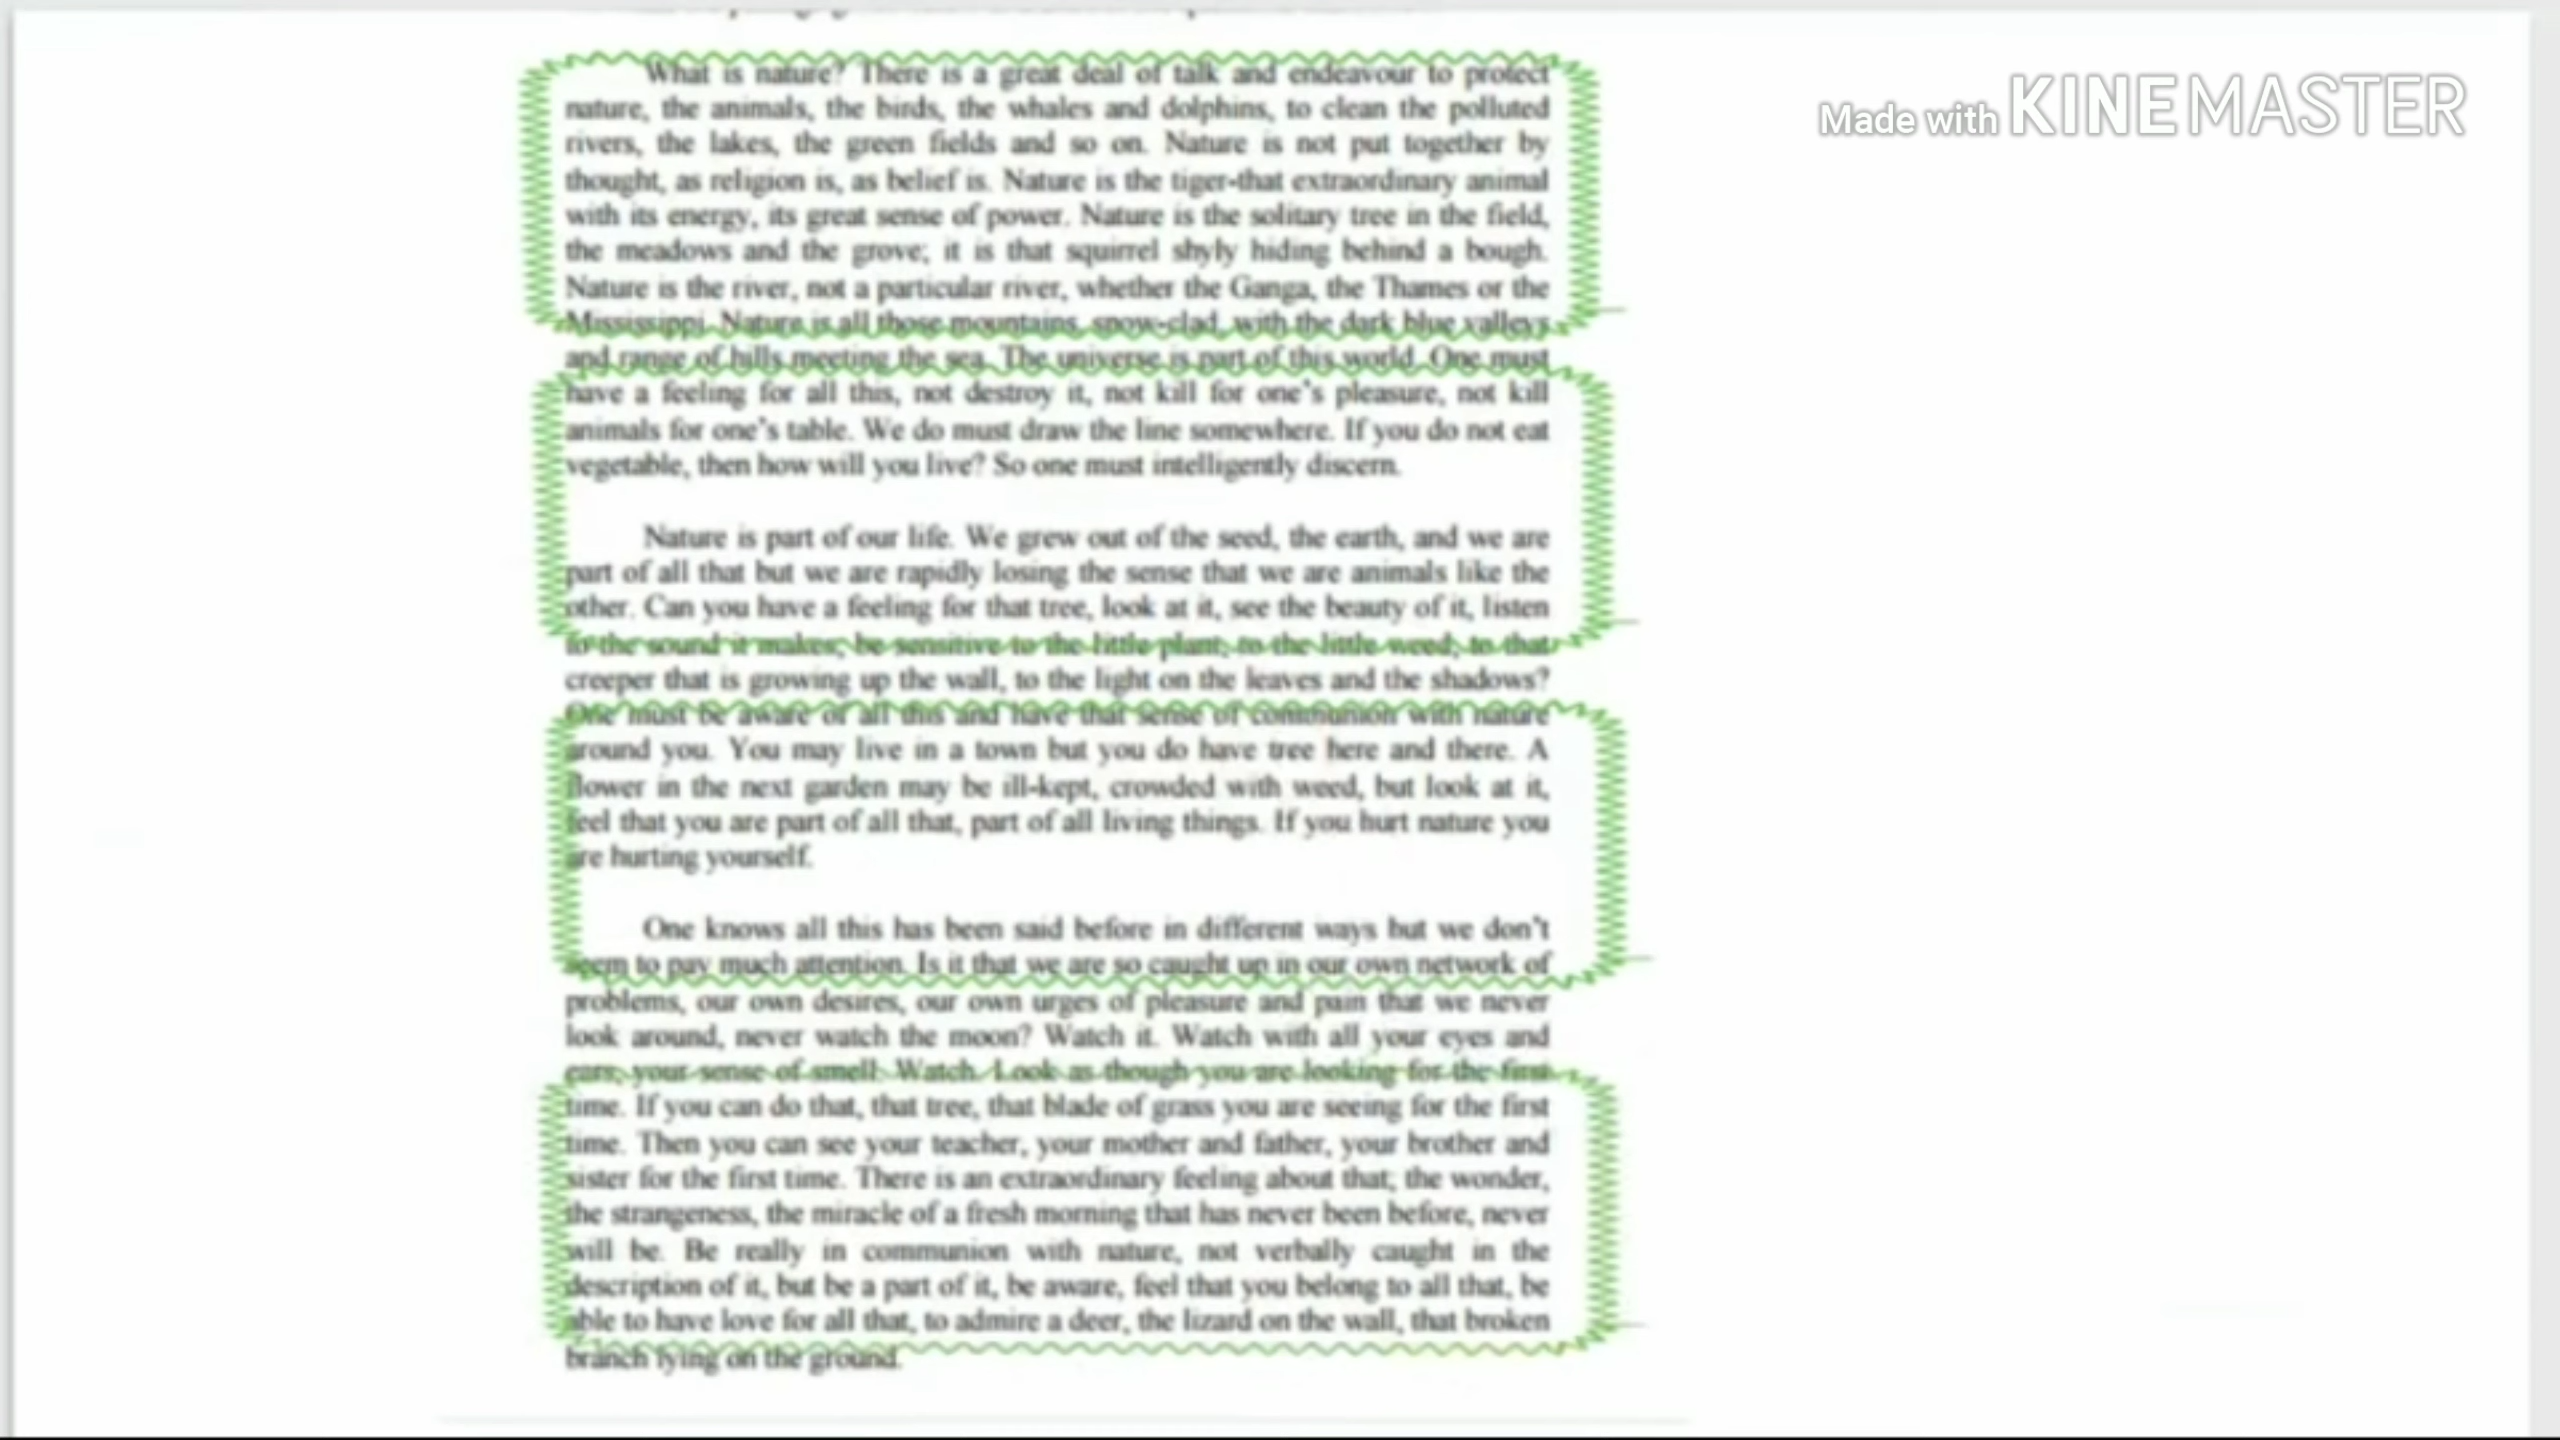 What is nature? There is a great deal of talk and endeavour to protect
nature, the animals, the birds, the whales and dolphins, to clean the polluted
rivers, the lakes, the green fields and so on. Nature is not put together by
thought, as religion is, as belief is. Nature is the tiger-that extraordinary animal
with its energy, its great sense of power. Nature is the solitary tree in the field,
the meadows and the grove; it is that squirrel shyly hiding behind a bough.
Nature is the river, not a particular river, whether the Ganga, the Thames or the
Mississippi. Nature is all those mountains, snow-clad, with the dark blue valleys
and range of hills meeting the sea. The universe is part of this world. One must
have a feeling for all this, not destroy it, not kill for one's pleasure, not kill
animals for one's table. We do must draw the line somewhere. If you do not eat
vegetable, then how will you live? So one must intelligently discern.
Nature is part of our life. We grew out of the seed, the earth, and we are
part of all that but we are rapidly losing the sense that we are animals like the
other. Can you have a feeling for that tree, look at it, see the beauty of it, listen
to the sound it makes; be sensitive to the little plant; to the little weed; to that
creeper that is growing up the wall, to the light on the leaves and the shadows?
One must be aware of all this and have that sense of communion with nature
around you. You may live in a town but you do have tree here and there. A
flower in the next garden may be ill-kept, crowded with weed, but look at it,
feel that you are part of all that, part of all living things. If you hurt nature you
are hurting yourself.
One knows all this has been said before in different ways but we don't
seem to pay much attention. Is it that we are so caught up in our own network of
problems, our own desires, our own urges of pleasure and pain that we never
look around, never watch the moon? Watch it. Watch with all your eyes and
ears, your sense of smell. Watch. Look as though you are looking for the first
time. If you can do that, that tree, that blade of grass you are seeing for the first
time. Then you can see your teacher, your mother and father, your brother and
sister for the first time. There is an extraordinary feeling about that; the wonder,
the strangeness, the miracle of a fresh morning that has never been before, never
will be. Be really in communion with nature, not verbally caught in the
description of it, but be a part of it, be aware, feel that you belong to all that, be
able to have love for all that, to admire a deer, the lizard on the wall, that broken
branch lying on the ground.
Made with KINEMASTER